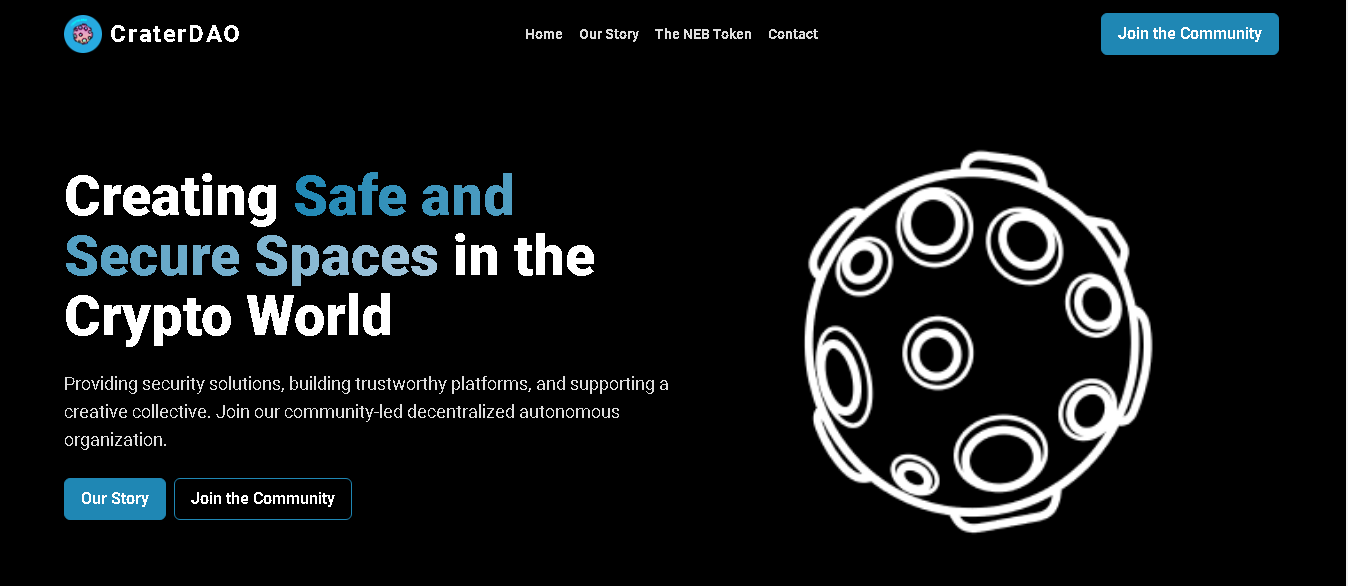 CraterDAO
Home Our Story The NEB Token Contact
Join the Community
Creating Safe and
Secure Spaces in the
Crypto World
Providing security solutions, building trustworthy platforms, and supporting a
creative collective. Join our community-led decentralized autonomous
organization.
Our Story
Join the Community